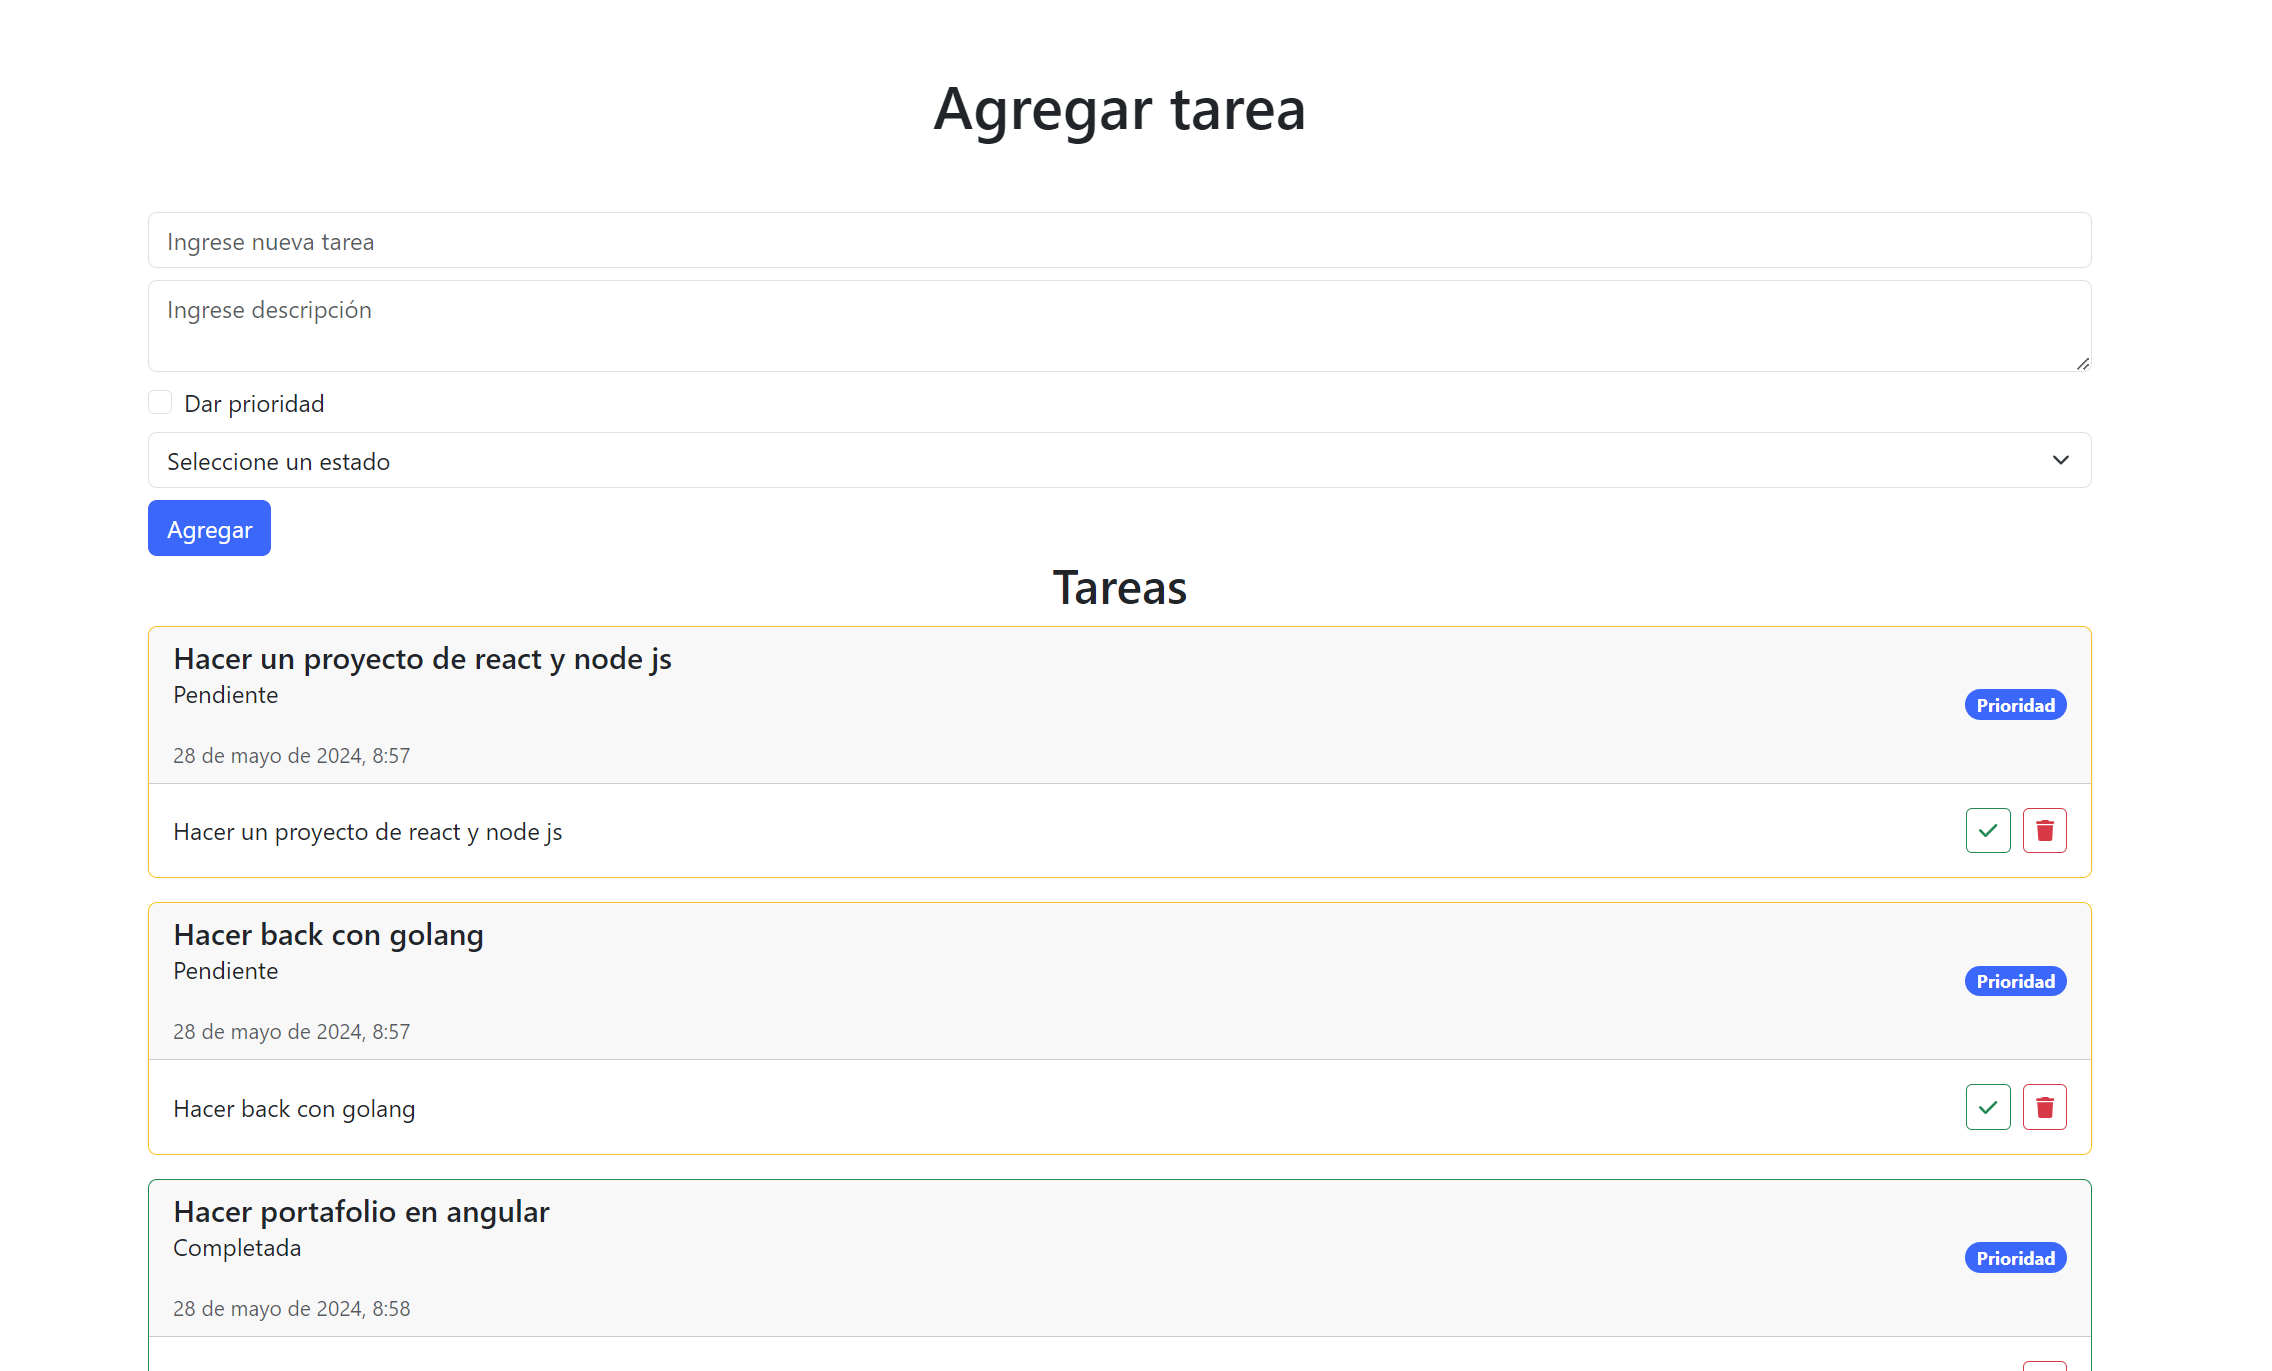 Agregar tarea
Ingrese nueva tarea
Ingrese descripción
Dar prioridad
Seleccione un estado
Agregar
Tareas
Hacer un proyecto de react y node js
Pendiente
Prioridad
28 de mayo de 2024, 8:57
Hacer un proyecto de react y node js
Hacer back con golang
Pendiente
Prioridad
28 de mayo de 2024, 8:57
Hacer back con golang
Hacer portafolio en angular
Completada
Prioridad
28 de mayo de 2024, 8:58